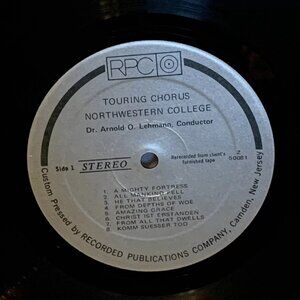 RPC
TOURING CHORUS
NORTHWESTERN COLLEGE
Dr. Arnold O. Lehmann, Conductor
Side 1
STEREO
Rerecorded from client's
furnished tape
Z
50081
1 A MIGHTY FORTRESS
2 ALL MANKIND FELL
3 HE THAT BELIEVES
4 FROM DEPTHS OF WOE
5 AMAZING GRACE
6 CHRIST IST ERSTANDEN
7 FROM ALL THAT DWELLS
8 KOMM SUESSER TOD
Custom Pressed by RECORDED PUBLICATIONS COMPANY, Camden, New Jersey